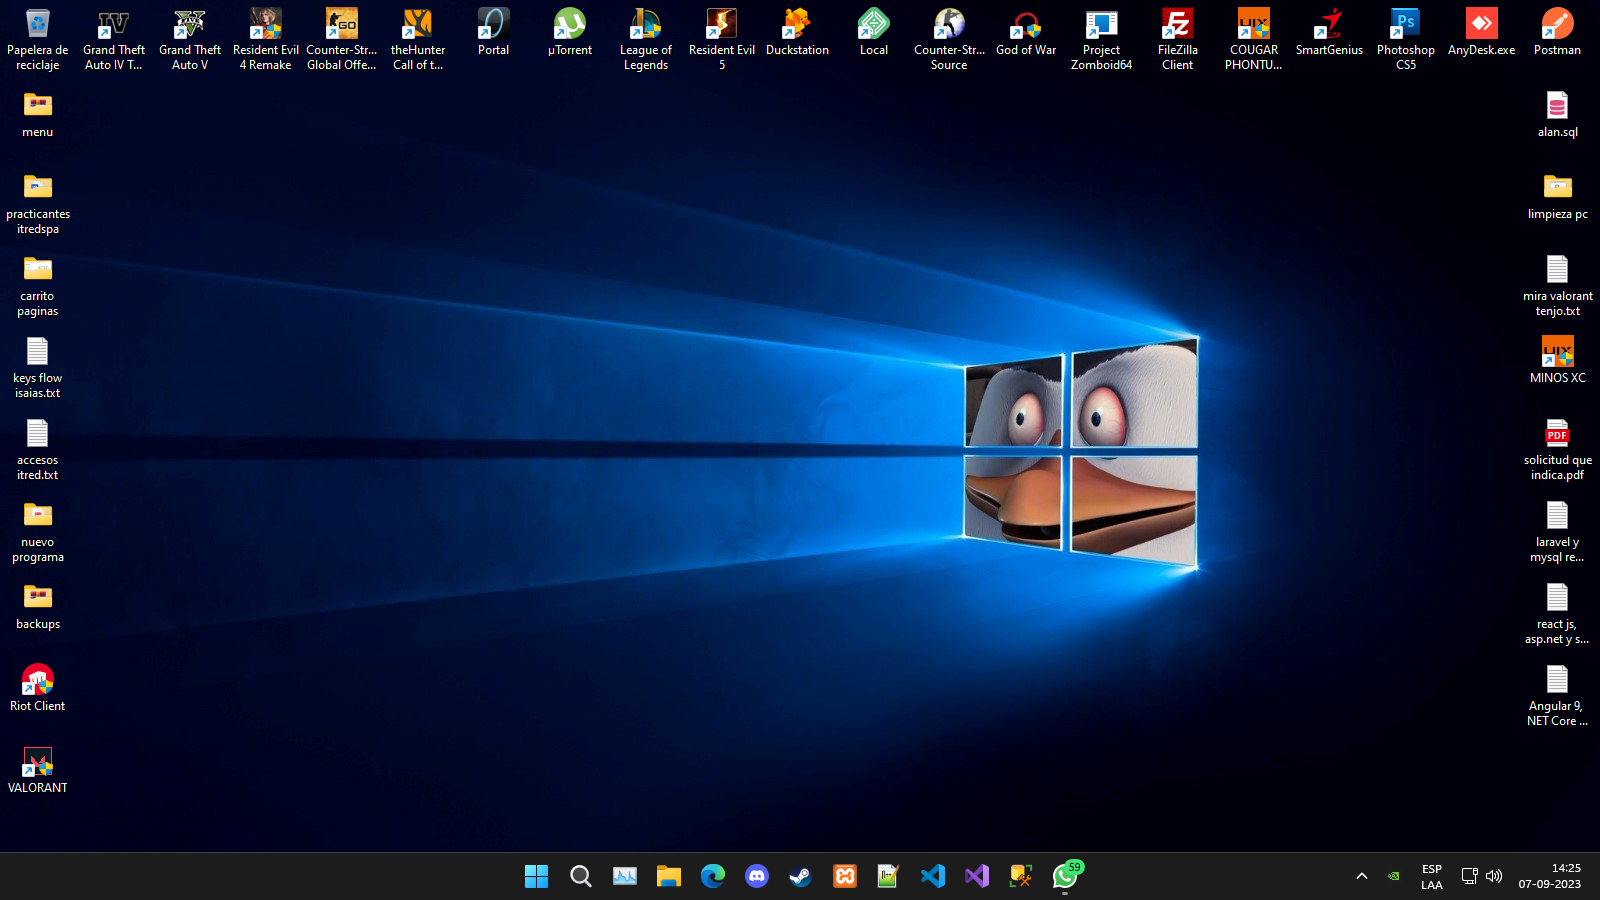 Papelera de
reciclaje
Grand Theft
Auto IV T...
Grand Theft
Auto V
Resident Evil
4 Remake
Counter-Str...
Global Offe...
theHunter
Call of t...
Portal
µTorrent
League of
Legends
Resident Evil
5
Duckstation
Local
Counter-Str...
Source
God of War
Project
Zomboid64
FileZilla
Client
COUGAR
PHONTU...
SmartGenius
Photoshop
CS5
AnyDesk.exe
Postman
menu
practicantes
itredspa
carrito
paginas
keys flow
isaias.txt
accesos
itred.txt
nuevo
programa
backups
Riot Client
VALORANT
alan.sql
limpieza pc
mira valorant
tenjo.txt
MINOS XC
PDF
solicitud que
indica.pdf
laravel y
mysql re...
react js,
asp.net y s...
Angular 9,
NET Core ...
59
ESP
LAA
14:25
07-09-2023